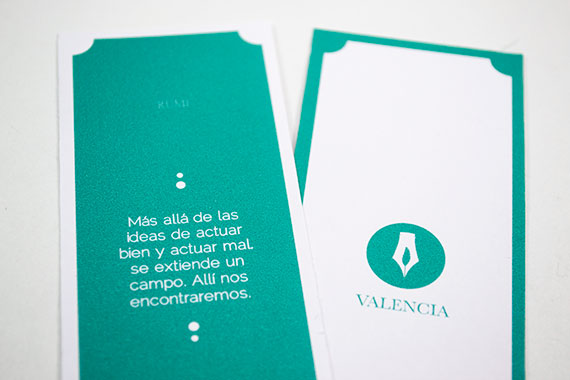 RUMI
Más allá de las
ideas de actuar
bien y actuar mal
se extiende un
campo. Allí nos
encontraremos.
VALENCIA